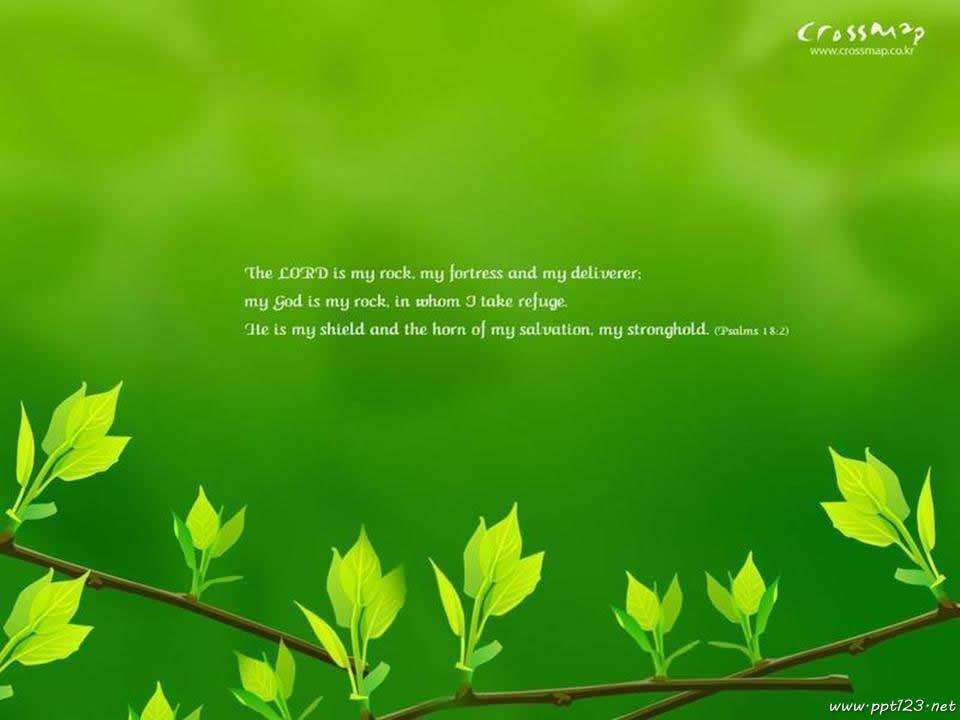 crossmap
www.crossmap.co.kr
The LORD is my rock, my fortress and my deliverer;
my God is my rock, in whom I take refuge.
He is my shield and the horn of my salvation, my stronghold. (Psalms 18:2)
www.ppt123.net